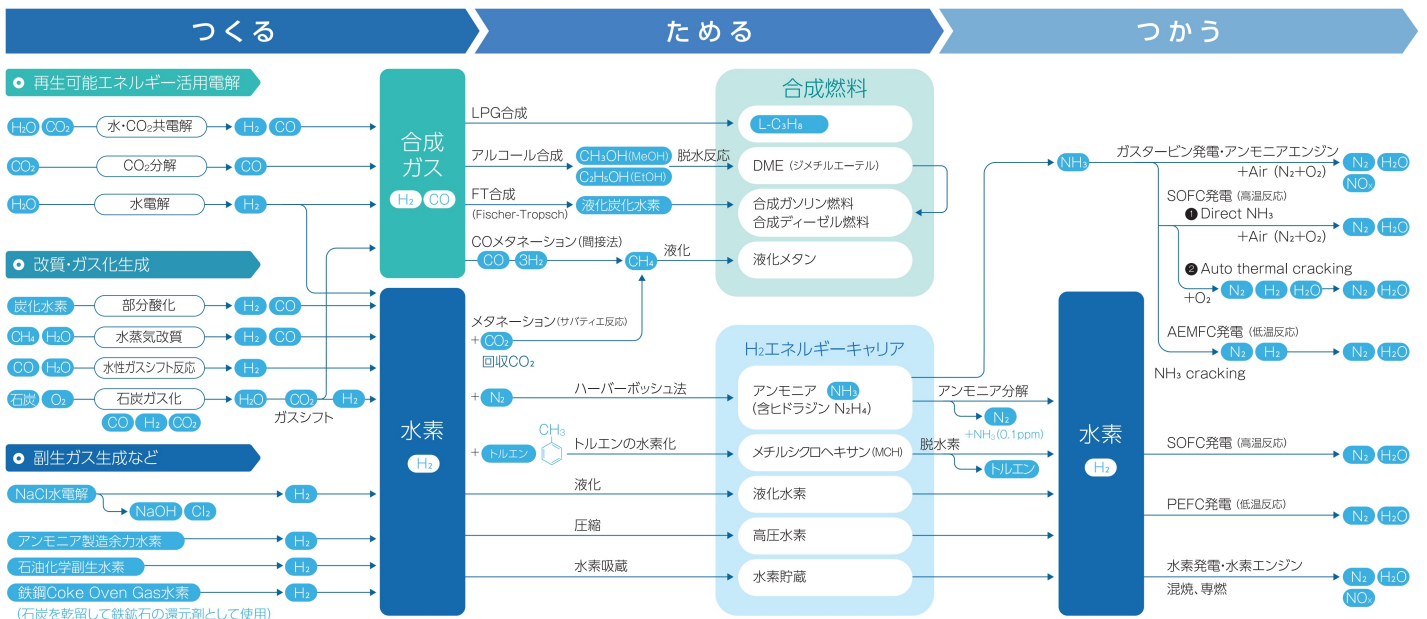 つくる
ためる
つかう
再生可能エネルギー活用電解
H₂O CO₂ 水・CO₂共電解 H₂ CO
CO₂ CO₂分解 CO
H₂O 水電解 H₂
改質・ガス化生成
炭化水素 部分酸化 H₂ CO
CH₄ H₂O 水蒸気改質 H₂ CO
CO H₂O 水性ガスシフト反応 H₂
石炭 O₂ 石炭ガス化 H₂O CO₂ H₂
CO H₂ CO₂
ガスシフト
副生ガス生成など
NaCl水電解 H₂
NaOH Cl₂
アンモニア製造余力水素 H₂
石油化学副生水素 H₂
鉄鋼Coke Oven Gas水素 H₂
(石炭を乾留して鉄鉱石の還元剤として使用)
合成
ガス
H₂ CO
水素
H₂
LPG合成
アルコール合成 CH₃OH(MeOH) 脱水反応
C₂H₅OH(EtOH)
FT合成
(Fischer-Tropsch)
液化炭化水素
COメタネーション(間接法)
CO 3H₂ CH₄ 液化
メタネーション(サバティエ反応)
+ CO₂
回収CO₂
+ N₂ ハーバーボッシュ法
CH₃
+ トルエン トルエンの水素化
液化
圧縮
水素吸蔵
合成燃料
L-C₃H₈
DME (ジメチルエーテル)
合成ガソリン燃料
合成ディーゼル燃料
液化メタン
H₂エネルギーキャリア
アンモニア NH₃
(含ヒドラジン N₂H₄)
メチルシクロヘキサン(MCH)
液化水素
高圧水素
水素貯蔵
アンモニア分解
N₂
+NH₃(0.1ppm)
脱水素
トルエン
水素
H₂
NH₃
ガスタービン発電・アンモニアエンジン
+Air (N₂+O₂)
N₂ H₂O
NOₓ
SOFC発電 (高温反応)
❶ Direct NH₃
+Air (N₂+O₂)
N₂ H₂O
❷ Auto thermal cracking
+O₂ N₂ H₂ H₂O N₂ H₂O
AEMFC発電 (低温反応)
N₂ H₂ N₂ H₂O
NH₃ cracking
SOFC発電 (高温反応)
N₂ H₂O
PEFC発電 (低温反応)
N₂ H₂O
水素発電・水素エンジン
混焼、専燃
N₂ H₂O
NOₓ